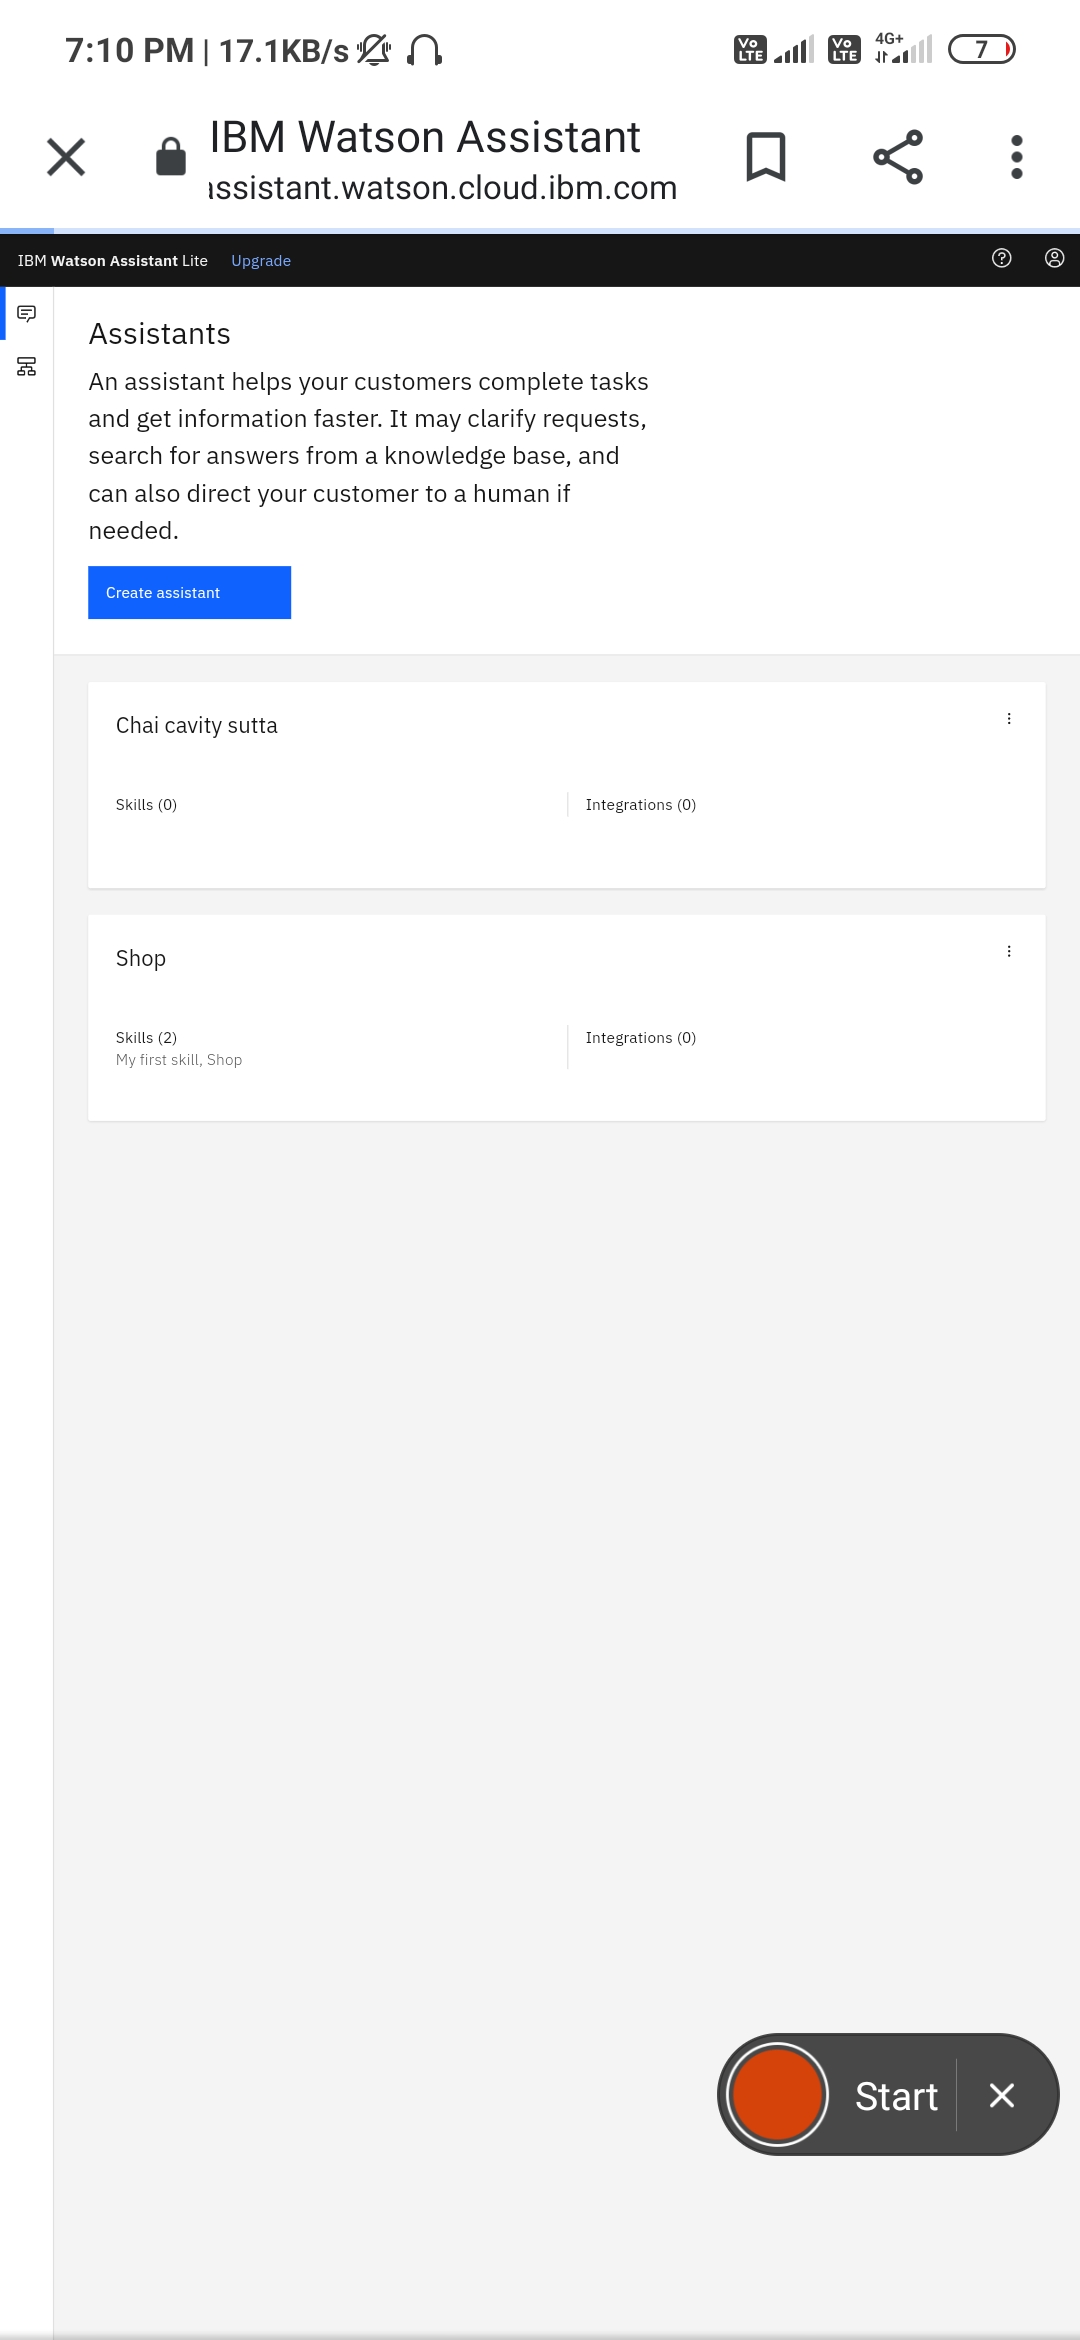 7:10 PM | 17.1KB/s
Vo LTE Vo LTE 4G+ 7
IBM Watson Assistant
assistant.watson.cloud.ibm.com
IBM Watson Assistant Lite Upgrade
Assistants
An assistant helps your customers complete tasks
and get information faster. It may clarify requests,
search for answers from a knowledge base, and
can also direct your customer to a human if
needed.
Create assistant
Chai cavity sutta
Skills (0)
Integrations (0)
Shop
Skills (2)
My first skill, Shop
Integrations (0)
Start